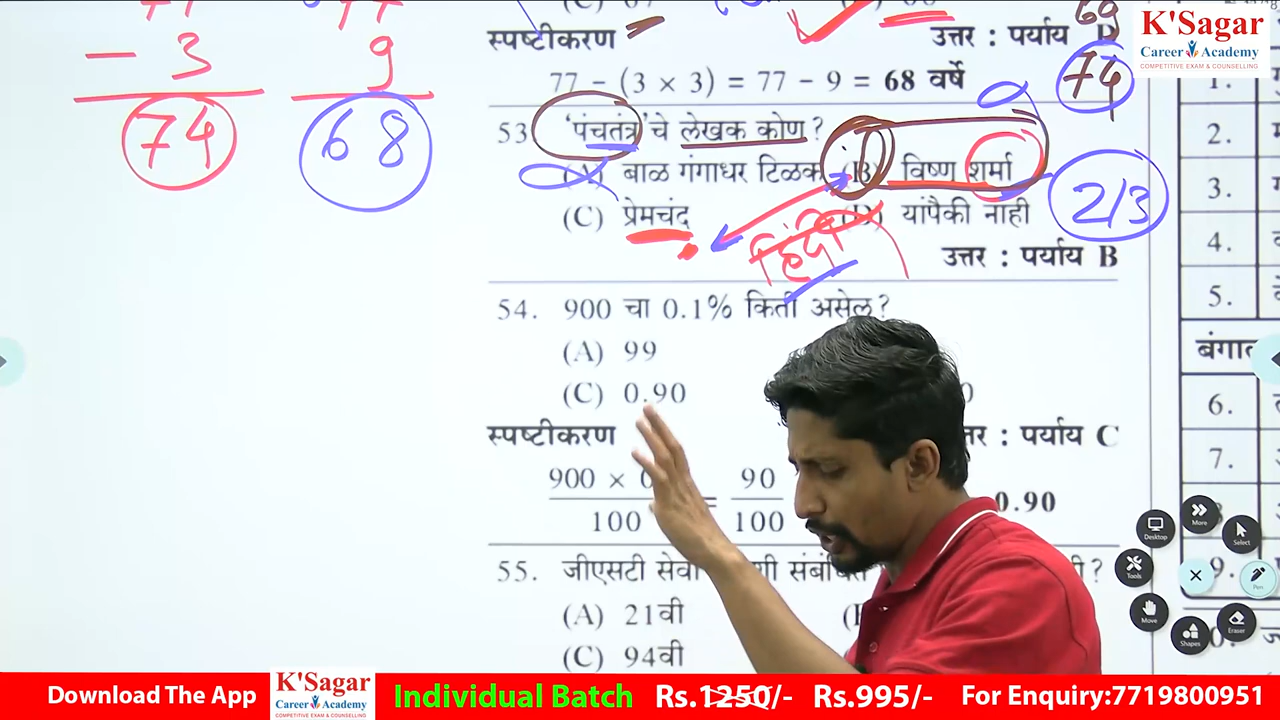 (C) 67
स्पष्टीकरण उत्तर : पर्याय D
77 – (3 × 3) = 77 – 9 = 68 वर्षे
– 3
74
9
68
69
74
53. 'पंचतंत्र'चे लेखक कोण?
(A) बाळ गंगाधर टिळक (B) विष्णु शर्मा
(C) प्रेमचंद (D) यांपैकी नाही
हिंदी
2/3
उत्तर : पर्याय B
54. 900 चा 0.1% किती असेल?
(A) 99
(C) 0.90
स्पष्टीकरण पर्याय C
900 ×
100
=
90
100
0.90
55. जीएसटी
(A) 21वी
(C) 94वी
1.
2.
3.
4.
5.
6.
7.
9.
K'Sagar
Career Academy
COMPETITIVE EXAM & COUNSELLING
Desktop
More
Select
Tools
Pen
Move
Shapes
Eraser
Download The App
K'Sagar
Career Academy
COMPETITIVE EXAM & COUNSELLING
Individual Batch Rs.1250/- Rs.995/- For Enquiry:7719800951